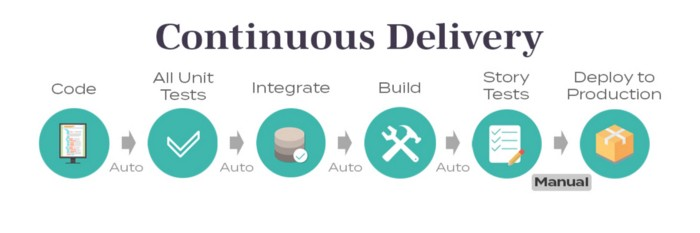 Continuous Delivery
Code
All Unit
Tests
Integrate
Build
Story
Tests
Deploy to
Production
Auto
Auto
Auto
Auto
Manual